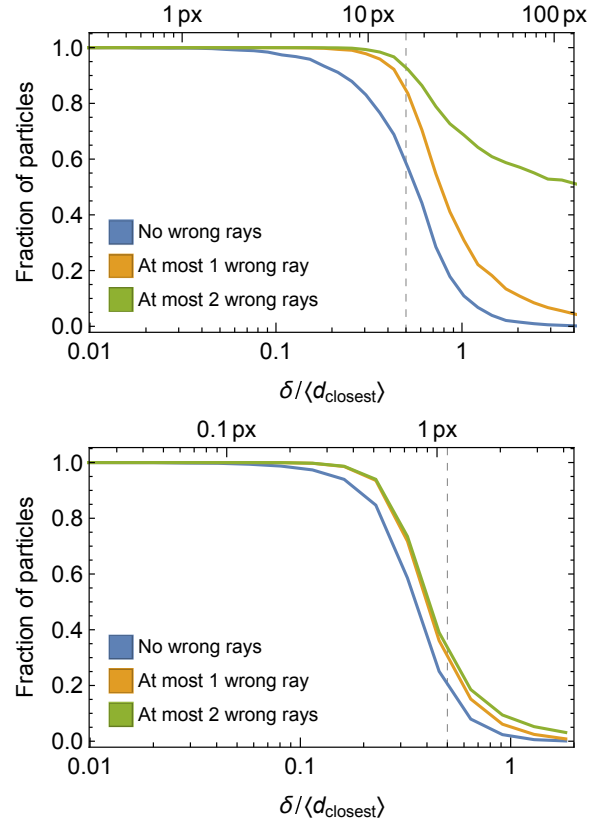 1 px 10 px 100 px
1.0
0.8
0.6
0.4
0.2
0.0
Fraction of particles
No wrong rays
At most 1 wrong ray
At most 2 wrong rays
0.01 0.1 1
δ/⟨d_closest⟩
0.1 px 1 px
1.0
0.8
0.6
0.4
0.2
0.0
Fraction of particles
No wrong rays
At most 1 wrong ray
At most 2 wrong rays
0.01 0.1 1
δ/⟨d_closest⟩